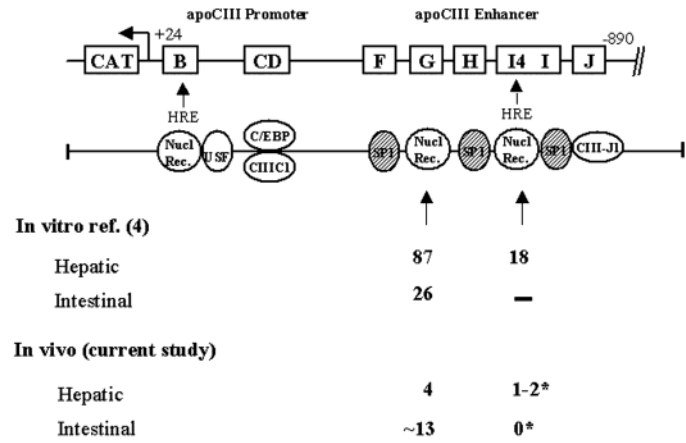 apoCIII Promoter apoCIII Enhancer
+24 -890
CAT B CD F G H I4 I J
HRE HRE
Nucl Rec. USF C/EBP CIIIC1 SP1 Nucl Rec. SP1 Nucl Rec. SP1 CIII-J1
In vitro ref. (4)
Hepatic 87 18
Intestinal 26 –
In vivo (current study)
Hepatic 4 1-2*
Intestinal ~13 0*